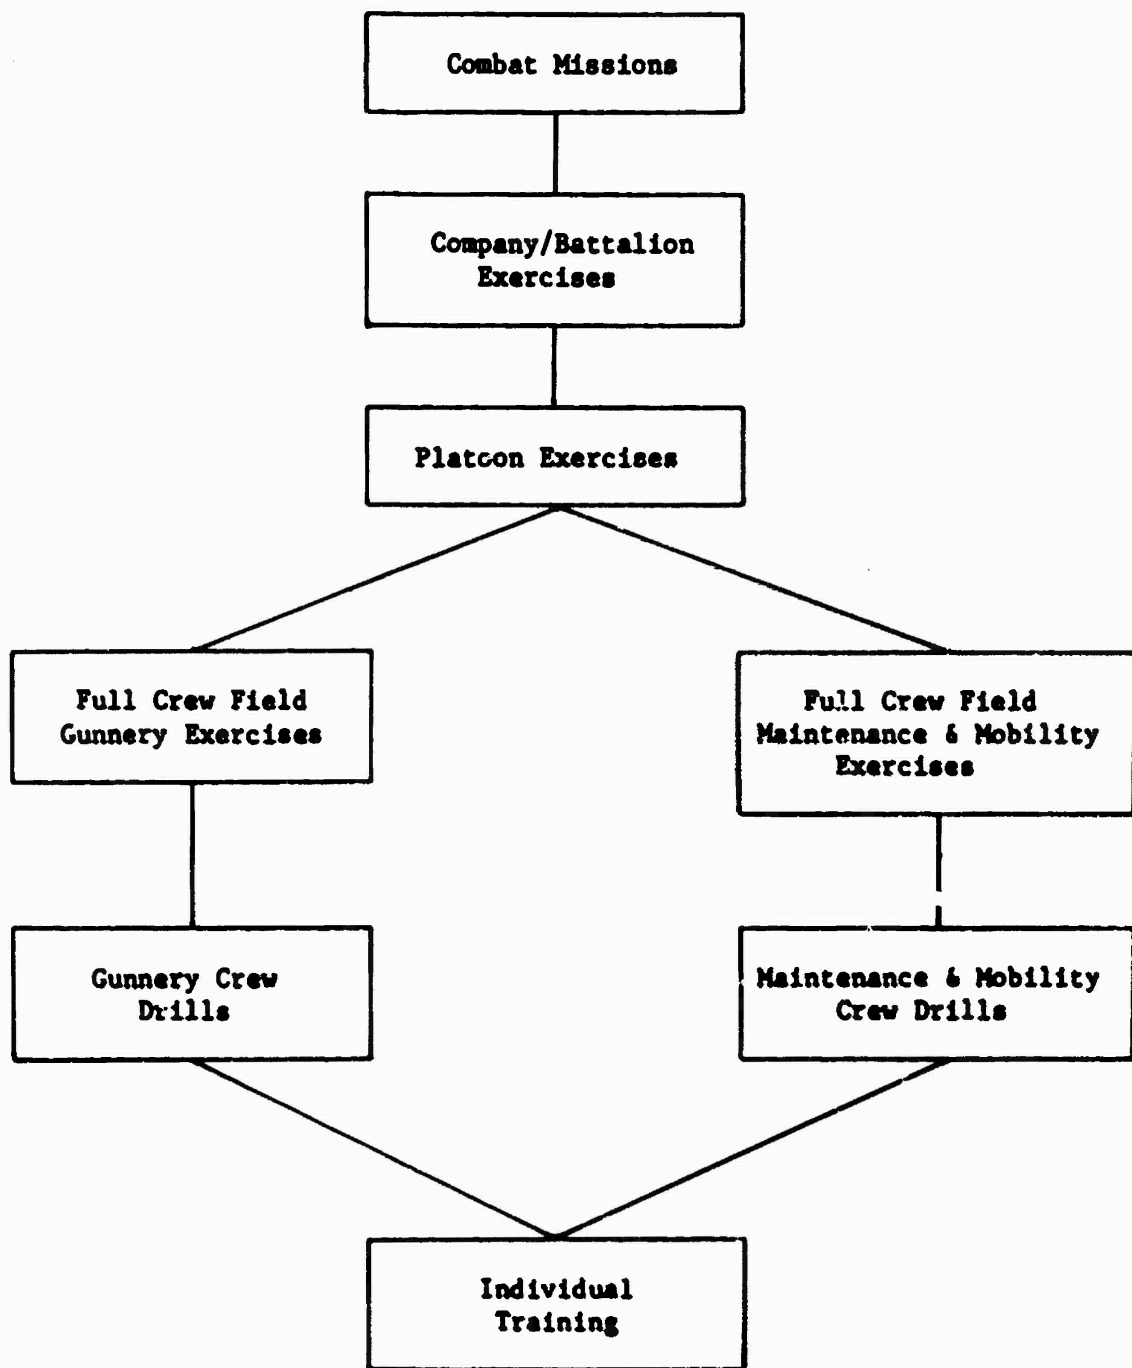 Combat Missions
Company/Battalion
Exercises
Platoon Exercises
Full Crew Field
Gunnery Exercises
Full Crew Field
Maintenance & Mobility
Exercises
Gunnery Crew
Drills
Maintenance & Mobility
Crew Drills
Individual
Training